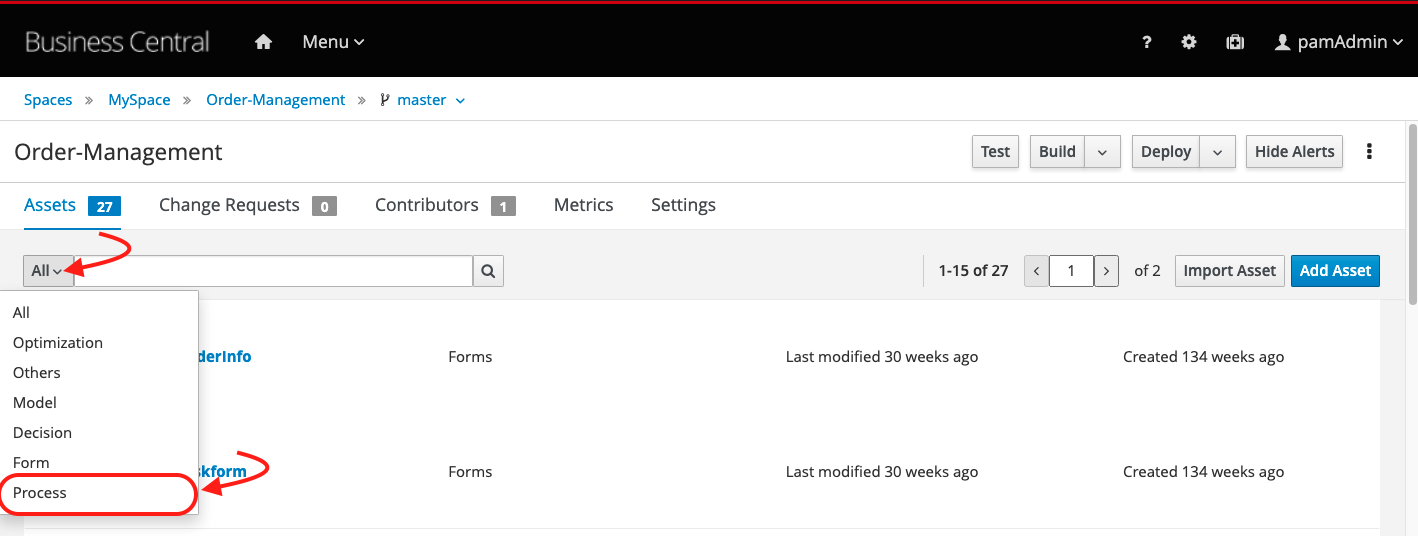 Business Central Menu ? pamAdmin
Spaces » MySpace » Order-Management » master
Order-Management Test Build Deploy Hide Alerts
Assets 27 Change Requests 0 Contributors 1 Metrics Settings
All 1-15 of 27 < 1 > of 2 Import Asset Add Asset
All
Optimization
derInfo Forms Last modified 30 weeks ago Created 134 weeks ago
Others
Model
Decision
Form
skform Forms Last modified 30 weeks ago Created 134 weeks ago
Process